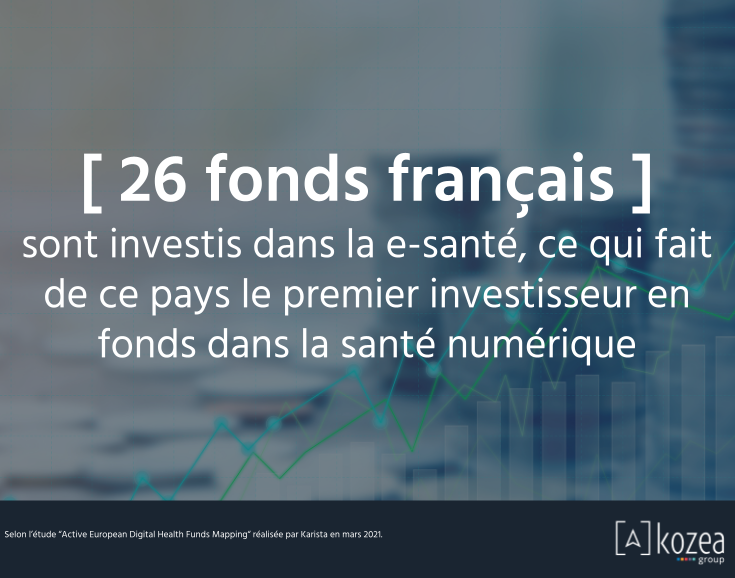 [ 26 fonds français ]
sont investis dans la e-santé, ce qui fait
de ce pays le premier investisseur en
fonds dans la santé numérique
Selon l'étude "Active European Digital Health Funds Mapping" réalisée par Karista en mars 2021.
[A]kozea
group